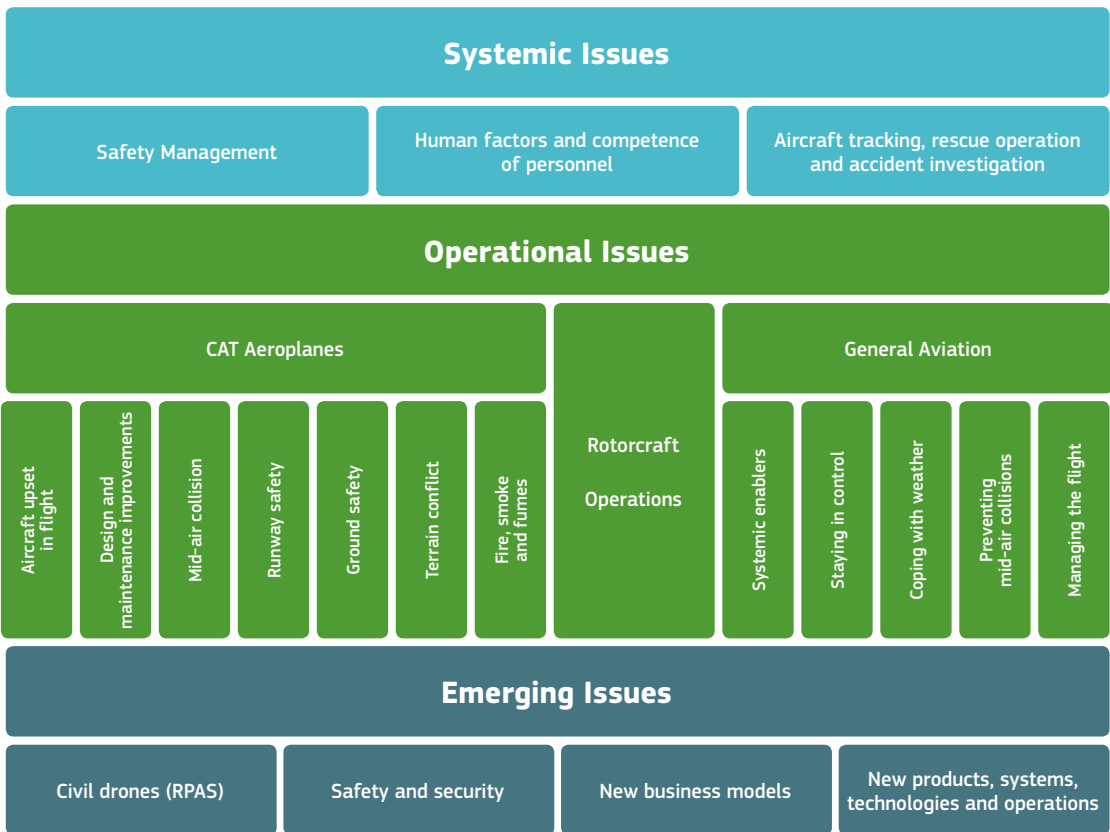 Systemic Issues
Safety Management
Human factors and competence
of personnel
Aircraft tracking, rescue operation
and accident investigation
Operational Issues
CAT Aeroplanes
General Aviation
Aircraft upset
in flight
Design and
maintenance improvements
Mid-air collision
Runway safety
Ground safety
Terrain conflict
Fire, smoke
and fumes
Rotorcraft
Operations
Systemic enablers
Staying in control
Coping with weather
Preventing
mid-air collisions
Managing the flight
Emerging Issues
Civil drones (RPAS)
Safety and security
New business models
New products, systems,
technologies and operations